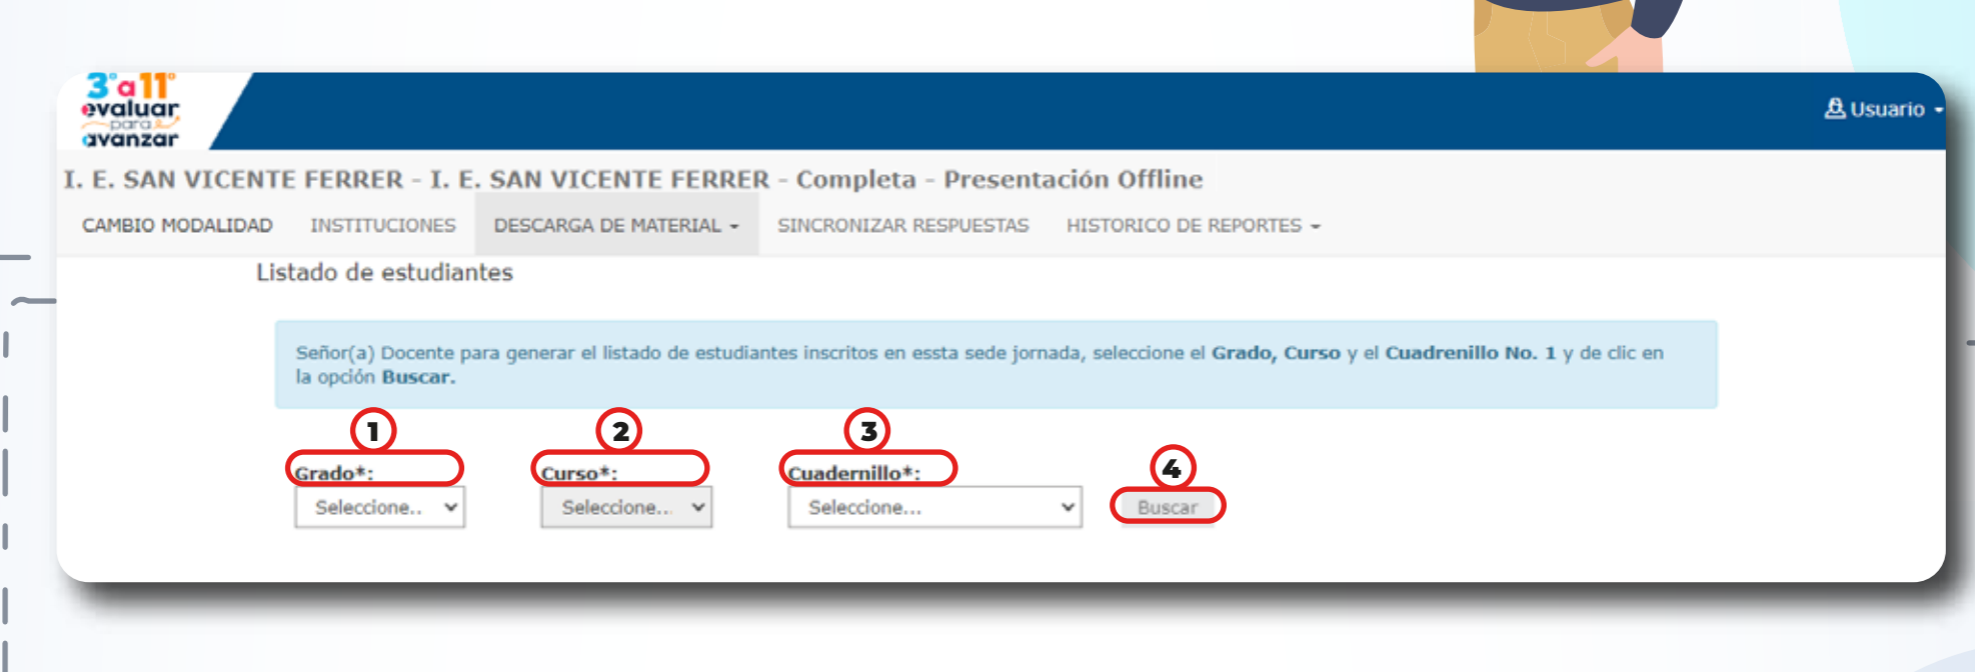 3° a 11°
evaluar
para
avanzar
Usuario
I. E. SAN VICENTE FERRER - I. E. SAN VICENTE FERRER - Completa - Presentación Offline
CAMBIO MODALIDAD INSTITUCIONES DESCARGA DE MATERIAL SINCRONIZAR RESPUESTAS HISTORICO DE REPORTES
Listado de estudiantes
Señor(a) Docente para generar el listado de estudiantes inscritos en essta sede jornada, seleccione el Grado, Curso y el Cuadrenillo No. 1 y de clic en
la opción Buscar.
1 2 3 4
Grado*: Curso*: Cuadernillo*:
Seleccione.. Seleccione... Seleccione... Buscar